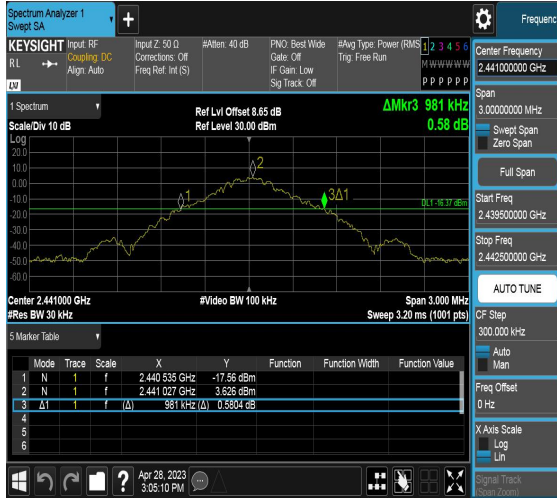 Spectrum Analyzer 1
Swept SA
+
Frequenc
KEYSIGHT Input: RF
RL
Coupling: DC
Align: Auto
LXI
Input Z: 50 Ω
Corrections: Off
Freq Ref: Int (S)
#Atten: 40 dB
PNO: Best Wide
Gate: Off
IF Gain: Low
Sig Track: Off
#Avg Type: Power (RMS
Trig: Free Run
1 2 3 4 5 6
M W W W W W
P P P P P P
1 Spectrum
Scale/Div 10 dB
Ref Lvl Offset 8.65 dB
Ref Level 30.00 dBm
ΔMkr3 981 kHz
0.58 dB
Log
20.0
10.0
0.00
-10.0
-20.0
-30.0
-40.0
-50.0
-60.0
1
2
3Δ1
DL1 -16.37 dBm
Center 2.441000 GHz
#Video BW 100 kHz
Span 3.000 MHz
#Res BW 30 kHz
Sweep 3.20 ms (1001 pts)
5 Marker Table
Mode Trace Scale X Y Function Function Width Function Value
1 N 1 f 2.440 535 GHz -17.56 dBm
2 N 1 f 2.441 027 GHz 3.626 dBm
3 Δ1 1 f (Δ) 981 kHz (Δ) 0.5804 dB
4
5
6
Apr 28, 2023
3:05:10 PM
Center Frequency
2.441000000 GHz
Span
3.00000000 MHz
Swept Span
Zero Span
Full Span
Start Freq
2.439500000 GHz
Stop Freq
2.442500000 GHz
AUTO TUNE
CF Step
300.000 kHz
Auto
Man
Freq Offset
0 Hz
X Axis Scale
Log
Lin
Signal Track
(Span Zoom)